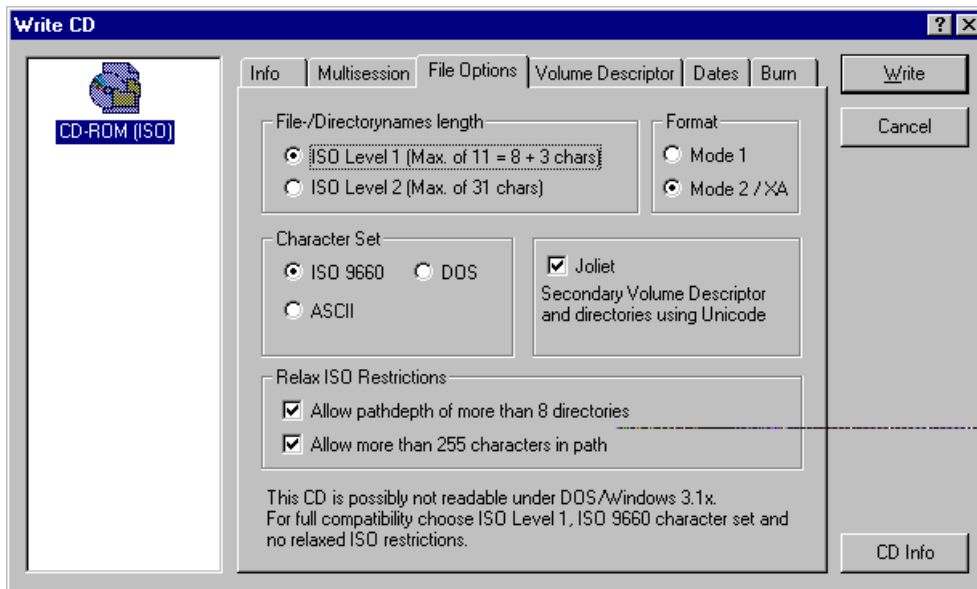 Write CD
CD-ROM (ISO)
Info
Multisession
File Options
Volume Descriptor
Dates
Burn
Write
Cancel
File-/Directorynames length
ISO Level 1 (Max. of 11 = 8 + 3 chars)
ISO Level 2 (Max. of 31 chars)
Format
Mode 1
Mode 2 / XA
Character Set
ISO 9660
DOS
ASCII
Joliet
Secondary Volume Descriptor
and directories using Unicode
Relax ISO Restrictions
Allow pathdepth of more than 8 directories
Allow more than 255 characters in path
This CD is possibly not readable under DOS/Windows 3.1x.
For full compatibility choose ISO Level 1, ISO 9660 character set and
no relaxed ISO restrictions.
CD Info